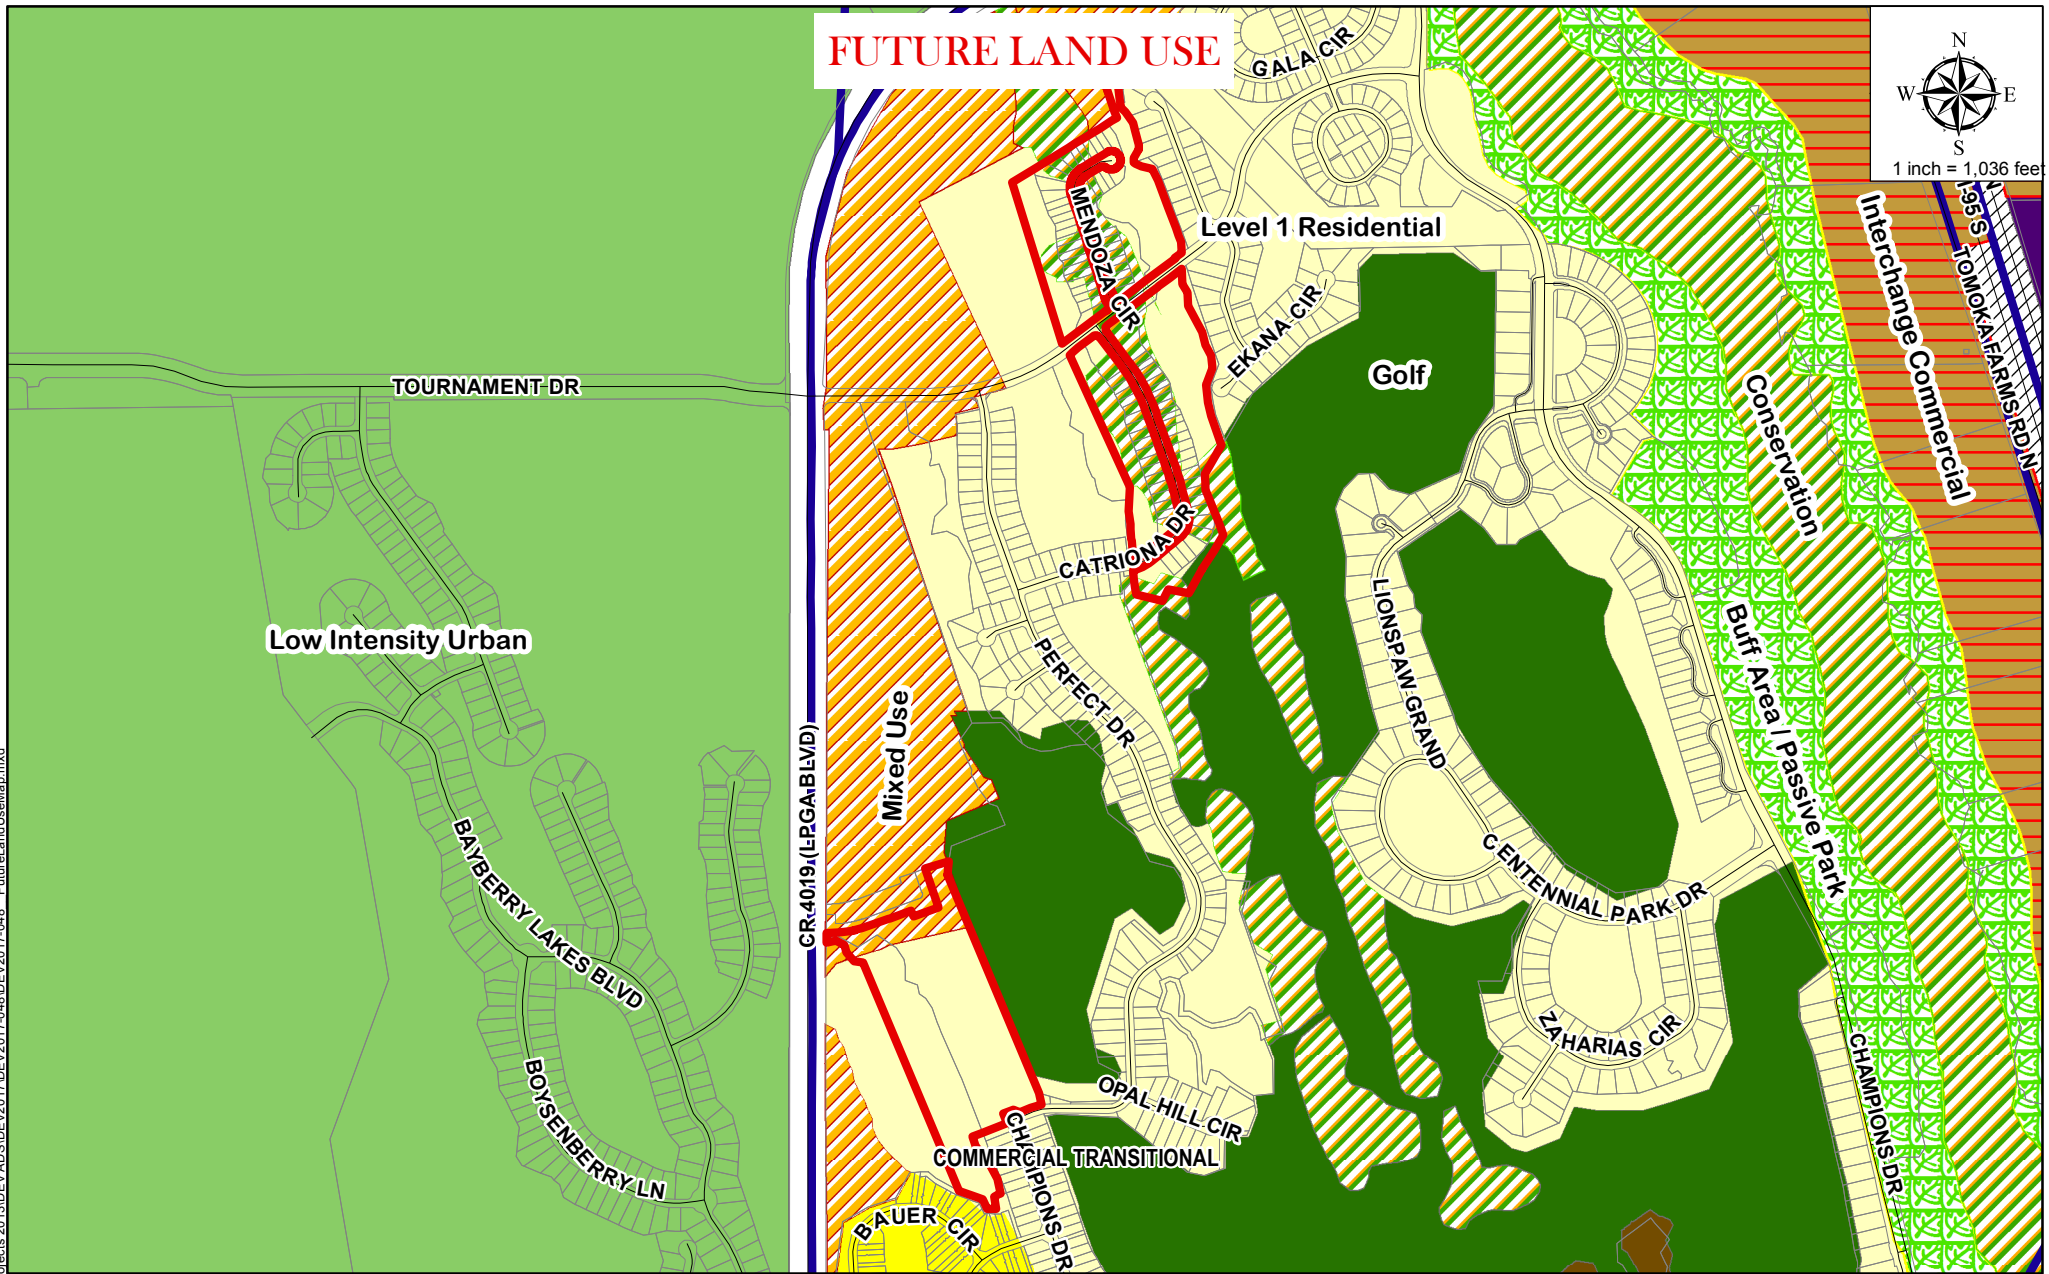 FUTURE LAND USE
N
W E
S
1 inch = 1,036 feet
GALA CIR
I-95 S
TOMOKA FARMS RD N
Interchange Commercial
MENDOZA CIR
Level 1 Residential
EKANA CIR
Golf
TOURNAMENT DR
Conservation
CATRIONA DR
LIONSPAW GRAND
Low Intensity Urban
PERFECT DR
Buff Area / Passive Park
Mixed Use
CR 4019 (LPGA BLVD)
BAYBERRY LAKES BLVD
CENTENNIAL PARK DR
ZAHARIAS CIR
BOYSENBERRY LN
OPAL HILL CIR
CHAMPIONS DR
COMMERCIAL TRANSITIONAL
CHAMPIONS DR
BAUER CIR